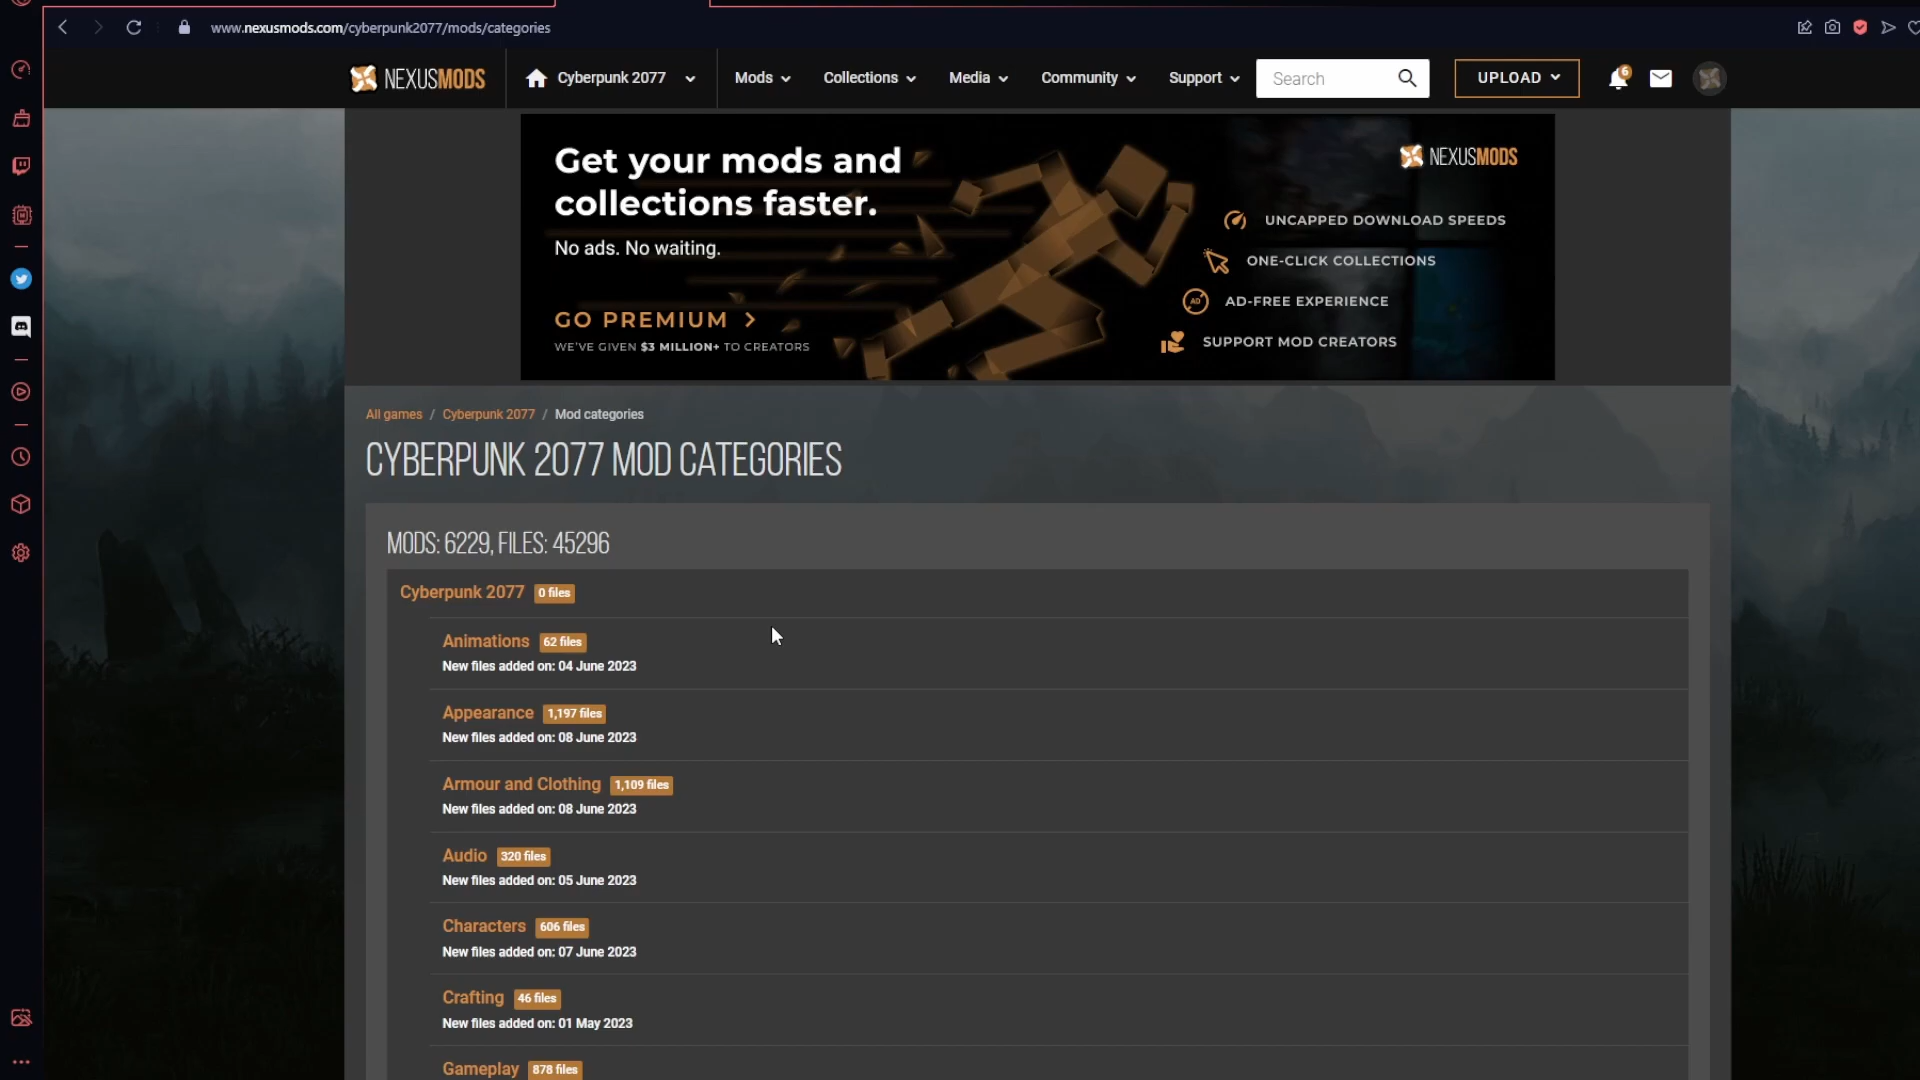 www.nexusmods.com/cyberpunk2077/mods/categories
NEXUSMODS
Cyberpunk 2077
Mods
Collections
Media
Community
Support
Search
UPLOAD
6
Get your mods and
collections faster.
No ads. No waiting.
GO PREMIUM
WE'VE GIVEN $3 MILLION+ TO CREATORS
NEXUSMODS
UNCAPPED DOWNLOAD SPEEDS
ONE-CLICK COLLECTIONS
AD
AD-FREE EXPERIENCE
SUPPORT MOD CREATORS
All games / Cyberpunk 2077 / Mod categories
CYBERPUNK 2077 MOD CATEGORIES
MODS: 6229, FILES: 45296
Cyberpunk 2077 0 files
Animations 62 files
New files added on: 04 June 2023
Appearance 1,197 files
New files added on: 08 June 2023
Armour and Clothing 1,109 files
New files added on: 08 June 2023
Audio 320 files
New files added on: 05 June 2023
Characters 606 files
New files added on: 07 June 2023
Crafting 46 files
New files added on: 01 May 2023
Gameplay 878 files